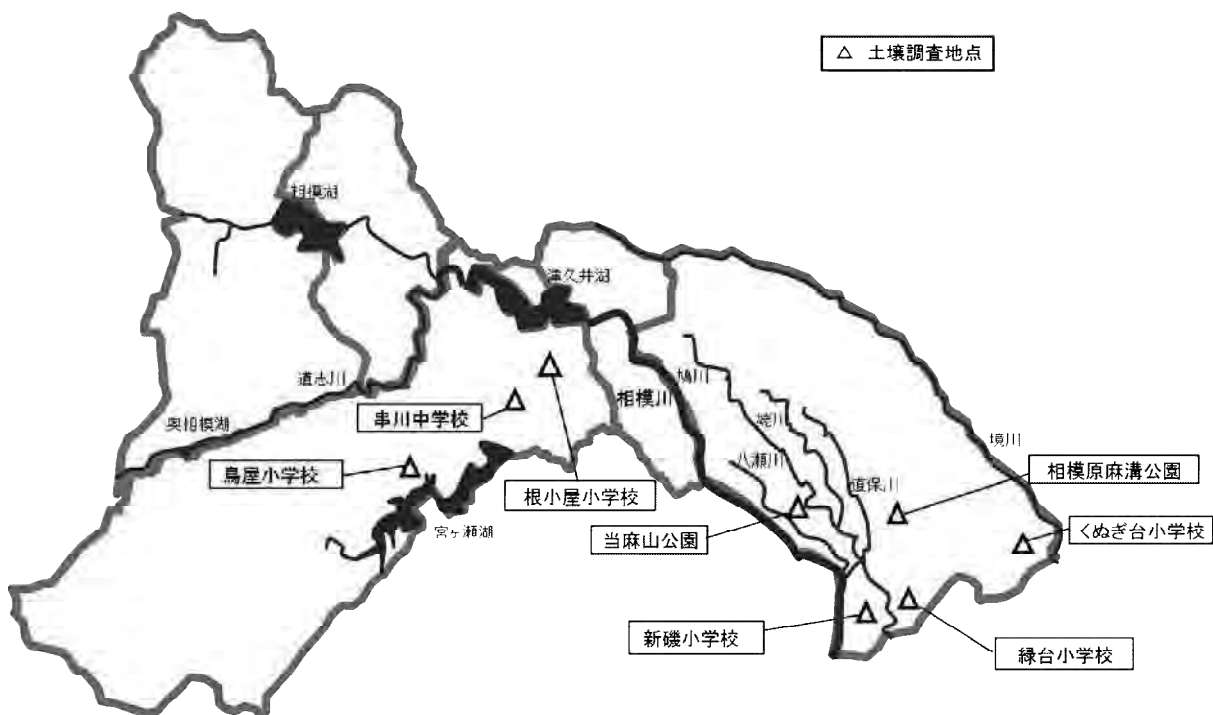 △ 土壌調査地点
相模湖
津久井湖
道志川
奥相模湖
串川中学校
鳥屋小学校
根小屋小学校
宮ヶ瀬湖
相模川
鳩川
姥川
八瀬川
道保川
境川
相模原麻溝公園
くぬぎ台小学校
当麻山公園
新磯小学校
緑台小学校